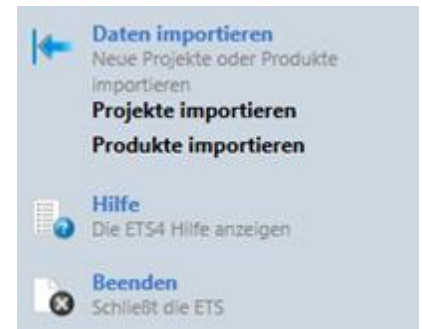 Daten importieren
Neue Projekte oder Produkte
importieren
Projekte importieren
Produkte importieren
Hilfe
Die ETS4 Hilfe anzeigen
Beenden
Schließt die ETS